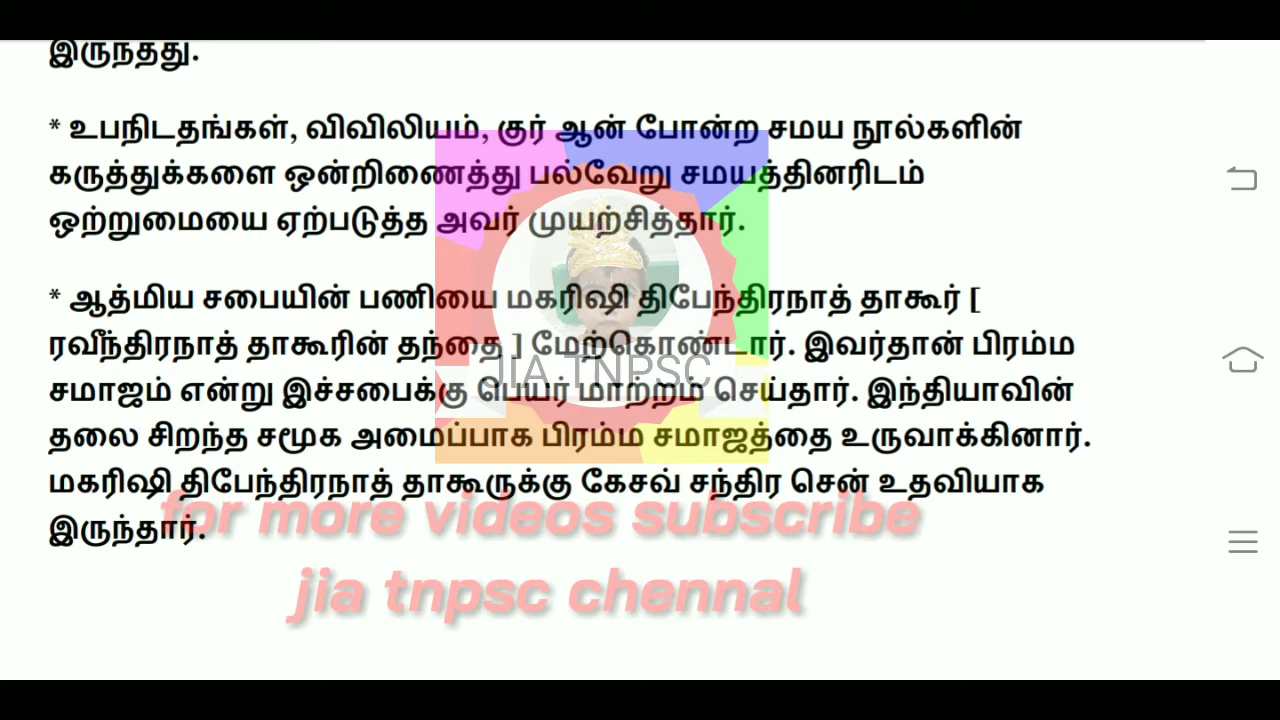 இருந்தது.
* உபநிடதங்கள், விவிலியம், குர் ஆன் போன்ற சமய நூல்களின்
கருத்துக்களை ஒன்றிணைத்து பல்வேறு சமயத்தினரிடம்
ஒற்றுமையை ஏற்படுத்த அவர் முயற்சித்தார்.
* ஆத்மிய சபையின் பணியை மகரிஷி திபேந்திரநாத் தாகூர் [
ரவீந்திரநாத் தாகூரின் தந்தை ] மேற்கொண்டார். இவர்தான் பிரம்ம
சமாஜம் என்று இச்சபைக்கு பெயர் மாற்றம் செய்தார். இந்தியாவின்
தலை சிறந்த சமூக அமைப்பாக பிரம்ம சமாஜத்தை உருவாக்கினார்.
மகரிஷி திபேந்திரநாத் தாகூருக்கு கேசவ் சந்திர சென் உதவியாக
இருந்தார்.
JIA TNPSC
for more videos subscribe
jia tnpsc chennal